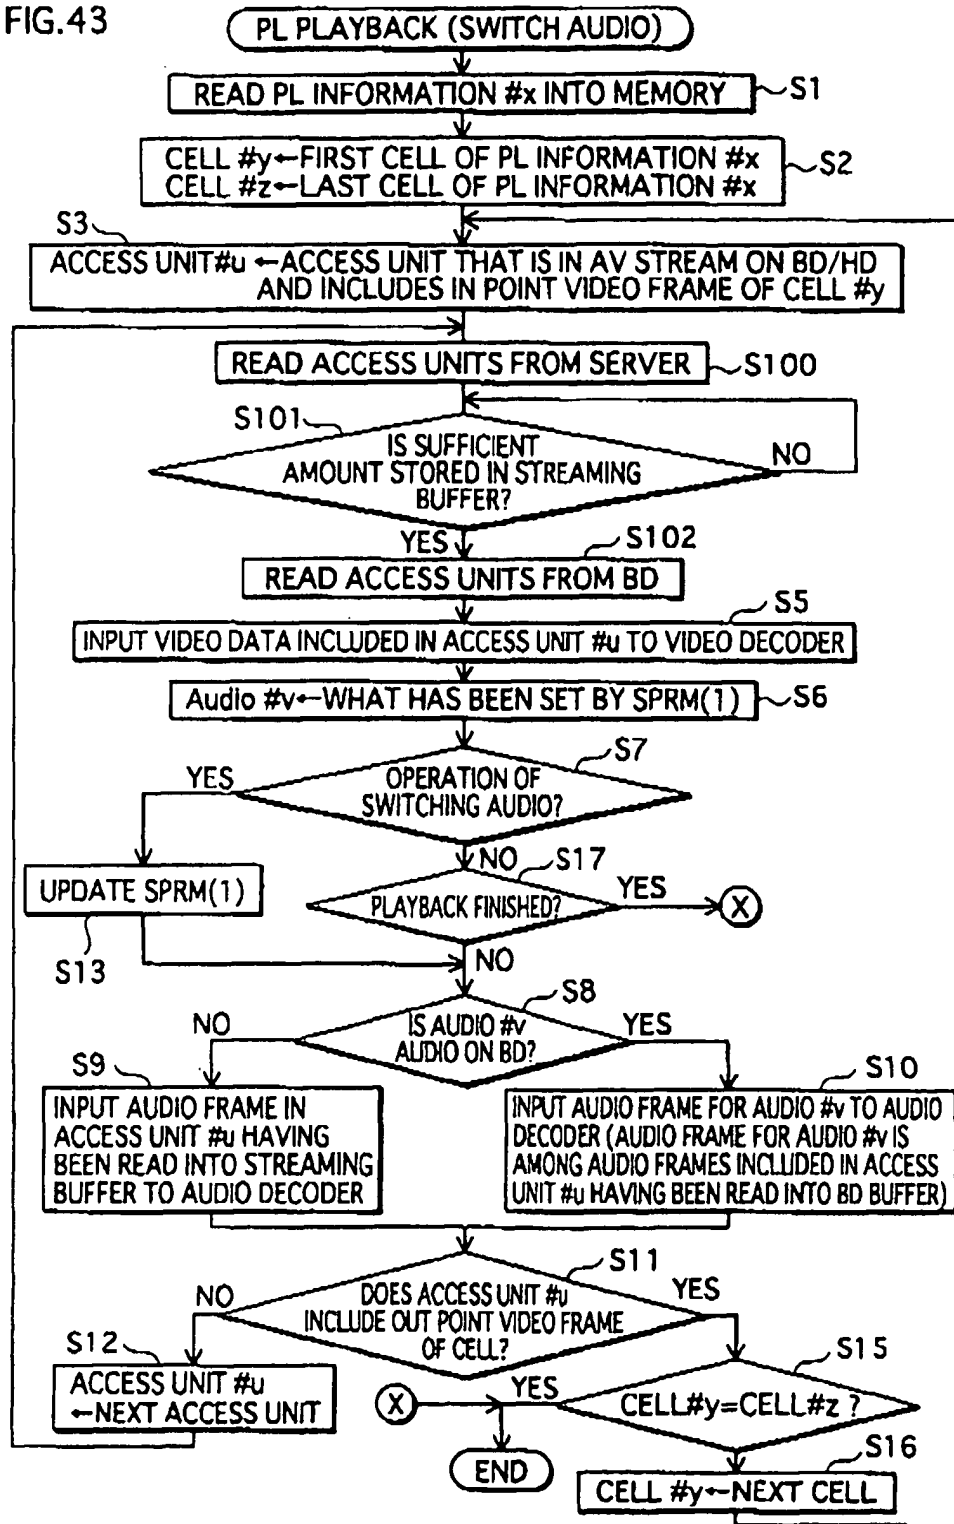 FIG.43
PL PLAYBACK (SWITCH AUDIO)
READ PL INFORMATION #x INTO MEMORY
S1
CELL #y←FIRST CELL OF PL INFORMATION #x
CELL #z←LAST CELL OF PL INFORMATION #x
S2
S3
ACCESS UNIT#u ←ACCESS UNIT THAT IS IN AV STREAM ON BD/HD
AND INCLUDES IN POINT VIDEO FRAME OF CELL #y
READ ACCESS UNITS FROM SERVER
S100
S101
IS SUFFICIENT
AMOUNT STORED IN STREAMING
BUFFER?
NO
YES
S102
READ ACCESS UNITS FROM BD
S5
INPUT VIDEO DATA INCLUDED IN ACCESS UNIT #u TO VIDEO DECODER
Audio #v←WHAT HAS BEEN SET BY SPRM(1)
S6
S7
YES
OPERATION OF
SWITCHING AUDIO?
NO
S17
UPDATE SPRM(1)
S13
PLAYBACK FINISHED?
YES
X
NO
S8
NO
IS AUDIO #v
AUDIO ON BD?
YES
S9
INPUT AUDIO FRAME IN
ACCESS UNIT #u HAVING
BEEN READ INTO STREAMING
BUFFER TO AUDIO DECODER
S10
INPUT AUDIO FRAME FOR AUDIO #v TO AUDIO
DECODER (AUDIO FRAME FOR AUDIO #v IS
AMONG AUDIO FRAMES INCLUDED IN ACCESS
UNIT #u HAVING BEEN READ INTO BD BUFFER)
S11
NO
DOES ACCESS UNIT #u
INCLUDE OUT POINT VIDEO FRAME
OF CELL?
YES
S12
ACCESS UNIT #u
←NEXT ACCESS UNIT
S15
X
YES
CELL#y=CELL#z ?
END
S16
CELL #y←NEXT CELL